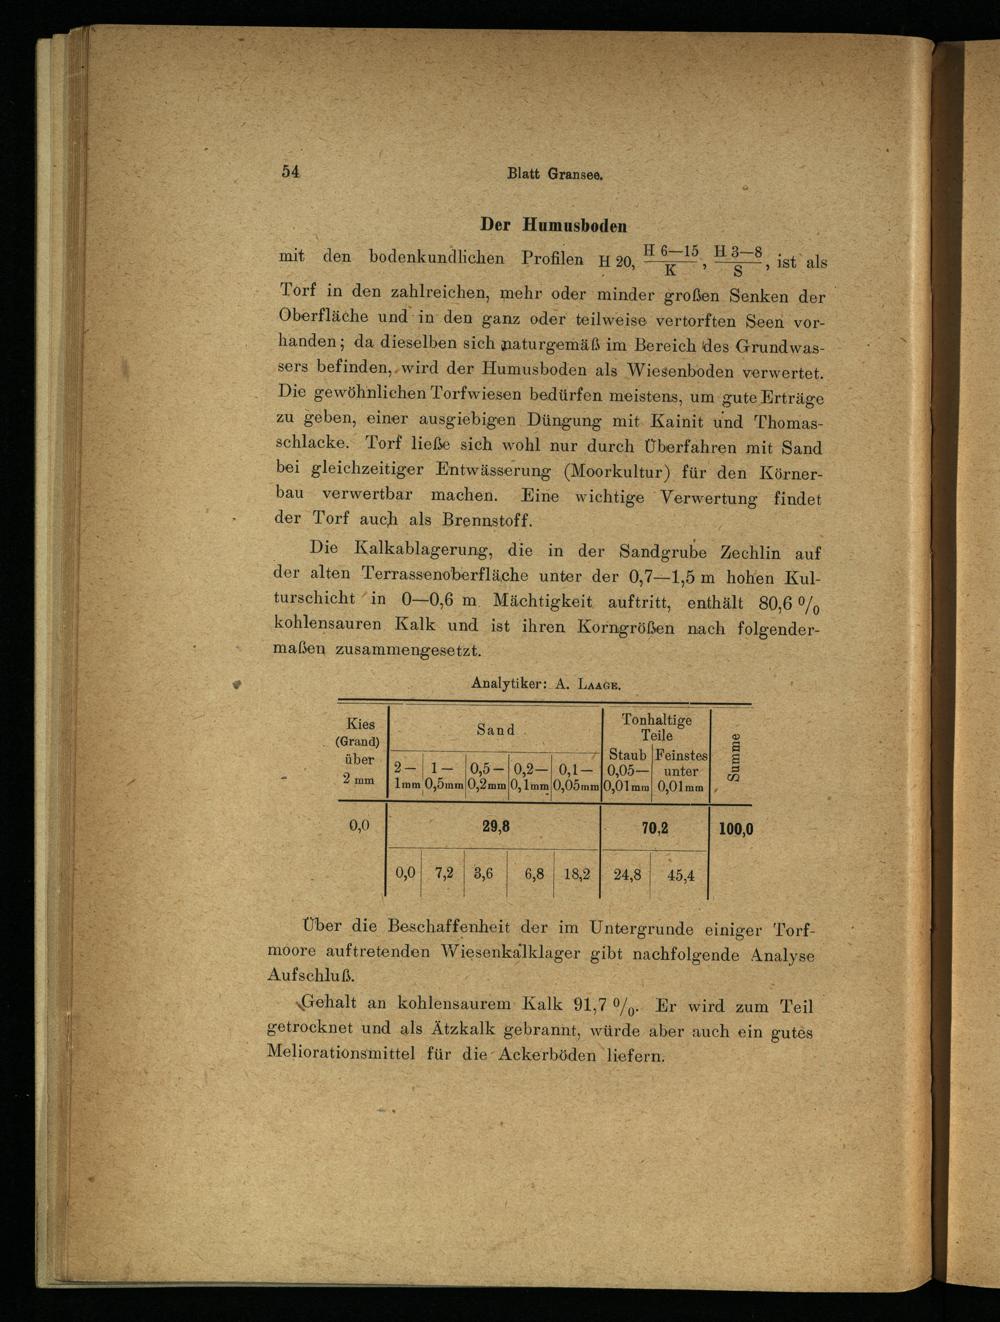 54
Blatt Gransee.
Der Humusboden
mit den bodenkundlichen Profilen H 20, H 6—15 / K, H 3—8 / S, ist als
Torf in den zahlreichen, mehr oder minder großen Senken der
Oberfläche und in den ganz oder teilweise vertorften Seen vor-
handen; da dieselben sich naturgemäß im Bereich des Grundwas-
sers befinden, wird der Humusboden als Wiesenboden verwertet.
Die gewöhnlichen Torfwiesen bedürfen meistens, um gute Erträge
zu geben, einer ausgiebigen Düngung mit Kainit und Thomas-
schlacke. Torf ließe sich wohl nur durch Überfahren mit Sand
bei gleichzeitiger Entwässerung (Moorkultur) für den Körner-
bau verwertbar machen. Eine wichtige Verwertung findet
der Torf auch als Brennstoff.
Die Kalkablagerung, die in der Sandgrube Zechlin auf
der alten Terrassenoberfläche unter der 0,7—1,5 m hohen Kul-
turschicht in 0—0,6 m Mächtigkeit auftritt, enthält 80,6 %
kohlensauren Kalk und ist ihren Korngrößen nach folgender-
maßen zusammengesetzt.
Analytiker: A. LAAGE.
Kies (Grand) über 2 mm
Sand
2— 1mm
1— 0,5mm
0,5— 0,2mm
0,2— 0,1mm
0,1— 0,05mm
Tonhaltige Teile
Staub 0,05— 0,01mm
Feinstes unter 0,01mm
Summe
0,0 29,8 70,2 100,0
0,0 7,2 3,6 6,8 18,2 24,8 45,4
Über die Beschaffenheit der im Untergrunde einiger Torf-
moore auftretenden Wiesenkalklager gibt nachfolgende Analyse
Aufschluß.
Gehalt an kohlensaurem Kalk 91,7 %. Er wird zum Teil
getrocknet und als Ätzkalk gebrannt, würde aber auch ein gutes
Meliorationsmittel für die Ackerböden liefern.